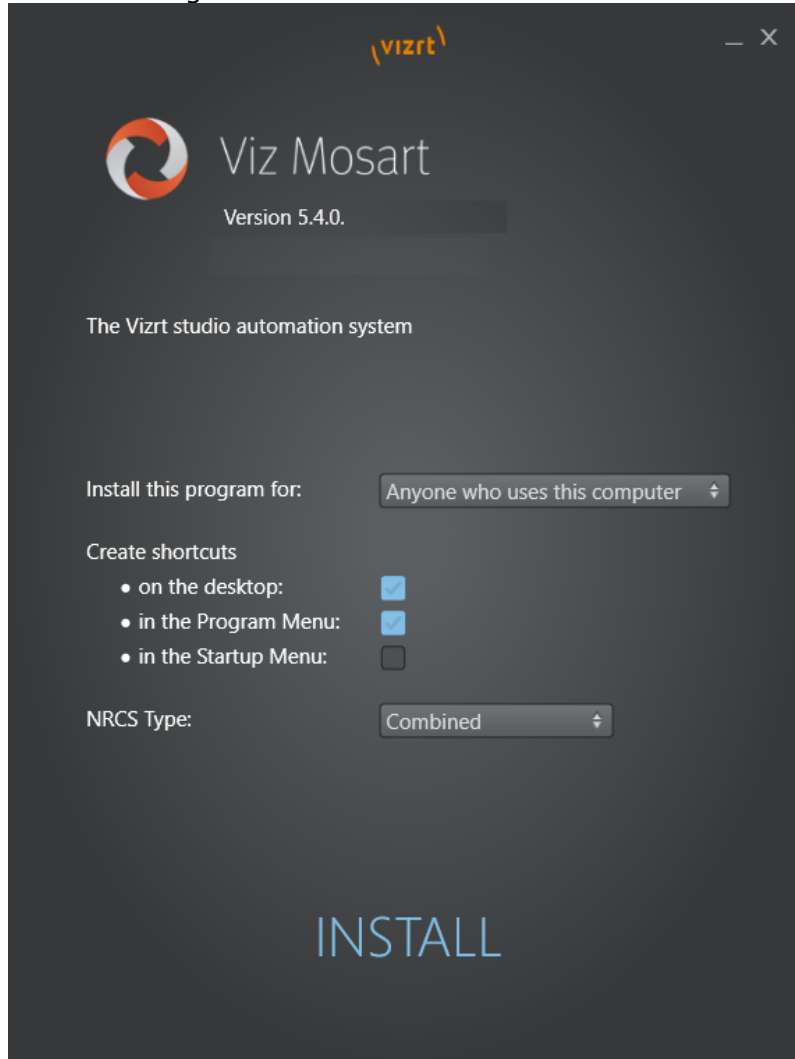 vizrt
Viz Mosart
Version 5.4.0.
The Vizrt studio automation system
Install this program for: Anyone who uses this computer
Create shortcuts
• on the desktop:
• in the Program Menu:
• in the Startup Menu:
NRCS Type: Combined
INSTALL